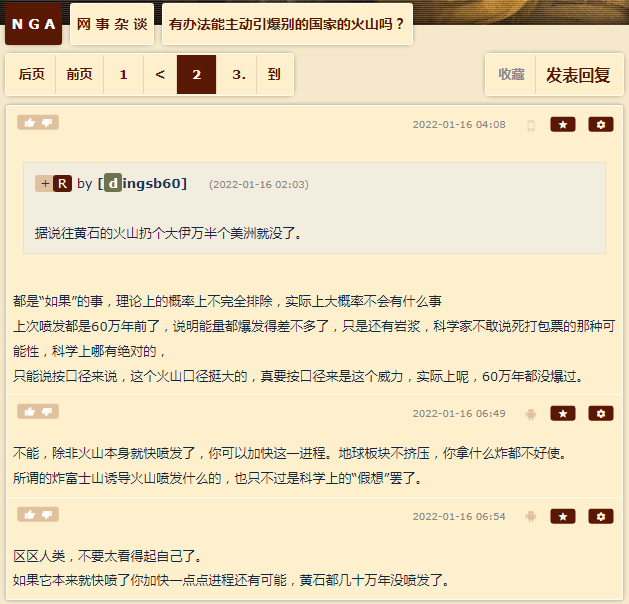 NGA 网事杂谈 有办法能主动引爆别的国家的火山吗？
后页 前页 1 < 2 3. 到 收藏 发表回复
2022-01-16 04:08
+ R by [dingsb60] (2022-01-16 02:03)
据说往黄石的火山扔个大伊万半个美洲就没了。
都是“如果”的事，理论上的概率上不完全排除，实际上大概率不会有什么事
上次喷发都是60万年前了，说明能量都爆发得差不多了，只是还有岩浆，科学家不敢说死打包票的那种可
能性，科学上哪有绝对的，
只能说按口径来说，这个火山口径挺大的，真要按口径来是这个威力，实际上呢，60万年都没爆过。
2022-01-16 06:49
不能，除非火山本身就快喷发了，你可以加快这一进程。地球板块不挤压，你拿什么炸都不好使。
所谓的炸富士山诱导火山喷发什么的，也只不过是科学上的“假想”罢了。
2022-01-16 06:54
区区人类，不要太看得起自己了。
如果它本来就快喷了你加快一点点进程还有可能，黄石都几十万年没喷发了。